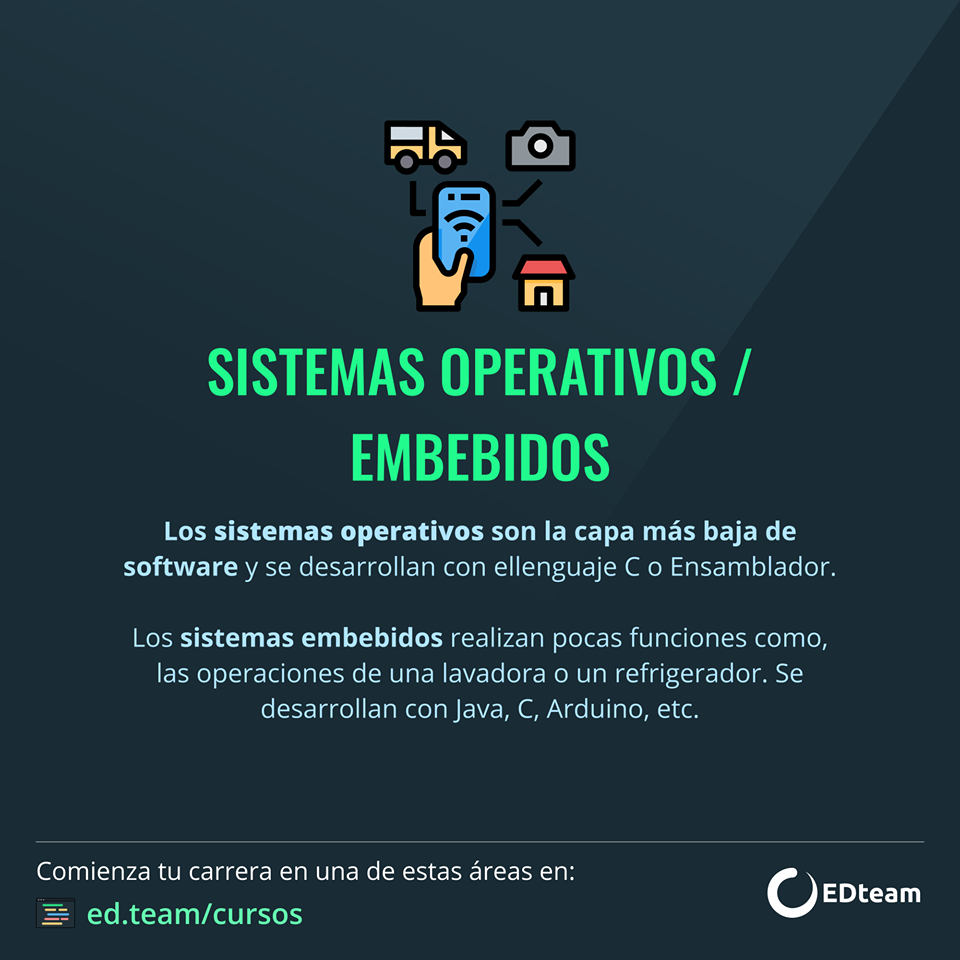 SISTEMAS OPERATIVOS /
EMBEBIDOS
Los sistemas operativos son la capa más baja de
software y se desarrollan con ellenguaje C o Ensamblador.
Los sistemas embebidos realizan pocas funciones como,
las operaciones de una lavadora o un refrigerador. Se
desarrollan con Java, C, Arduino, etc.
Comienza tu carrera en una de estas áreas en:
ed.team/cursos
EDteam